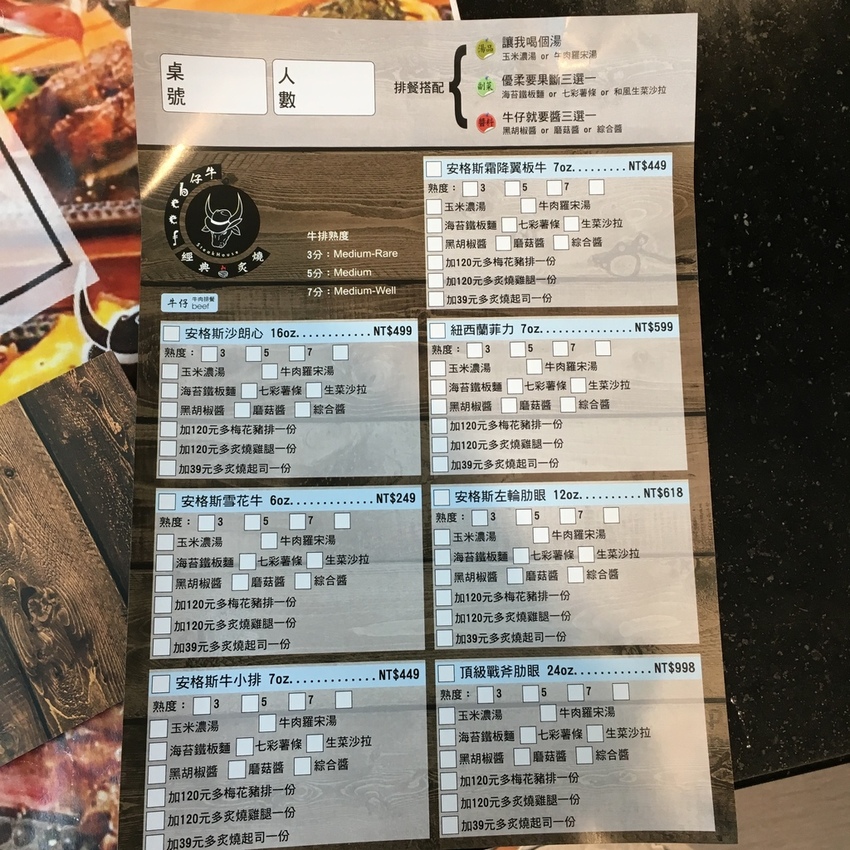 桌號
人數
排餐搭配
湯品 讓我喝個湯
玉米濃湯 or 牛肉羅宋湯
副菜 優柔要果斷三選一
海苔鐵板麵 or 七彩薯條 or 和風生菜沙拉
醬任 牛仔就要醬三選一
黑胡椒醬 or 磨菇醬 or 綜合醬
beef 牛仔牛
SteakHouse
經典上炙燒
牛排熟度
3分：Medium-Rare
5分：Medium
7分：Medium-Well
牛仔 牛肉排餐 beef
安格斯霜降翼板牛 7oz.........NT$449
熟度： 3 5 7
玉米濃湯 牛肉羅宋湯
海苔鐵板麵 七彩薯條 生菜沙拉
黑胡椒醬 磨菇醬 綜合醬
加120元多梅花豬排一份
加120元多炙燒雞腿一份
加39元多炙燒起司一份
安格斯沙朗心 16oz............NT$499
熟度： 3 5 7
玉米濃湯 牛肉羅宋湯
海苔鐵板麵 七彩薯條 生菜沙拉
黑胡椒醬 磨菇醬 綜合醬
加120元多梅花豬排一份
加120元多炙燒雞腿一份
加39元多炙燒起司一份
紐西蘭菲力 7oz..............NT$599
熟度： 3 5 7
玉米濃湯 牛肉羅宋湯
海苔鐵板麵 七彩薯條 生菜沙拉
黑胡椒醬 磨菇醬 綜合醬
加120元多梅花豬排一份
加120元多炙燒雞腿一份
加39元多炙燒起司一份
安格斯雪花牛 6oz.............NT$249
熟度： 3 5 7
玉米濃湯 牛肉羅宋湯
海苔鐵板麵 七彩薯條 生菜沙拉
黑胡椒醬 磨菇醬 綜合醬
加120元多梅花豬排一份
加120元多炙燒雞腿一份
加39元多炙燒起司一份
安格斯左輪肋眼 12oz.........NT$618
熟度： 3 5 7
玉米濃湯 牛肉羅宋湯
海苔鐵板麵 七彩薯條 生菜沙拉
黑胡椒醬 磨菇醬 綜合醬
加120元多梅花豬排一份
加120元多炙燒雞腿一份
加39元多炙燒起司一份
安格斯牛小排 7oz.............NT$449
熟度： 3 5 7
玉米濃湯 牛肉羅宋湯
海苔鐵板麵 七彩薯條 生菜沙拉
黑胡椒醬 磨菇醬 綜合醬
加120元多梅花豬排一份
加120元多炙燒雞腿一份
加39元多炙燒起司一份
頂級戰斧肋眼 24oz............NT$998
熟度： 3 5 7
玉米濃湯 牛肉羅宋湯
海苔鐵板麵 七彩薯條 生菜沙拉
黑胡椒醬 磨菇醬 綜合醬
加120元多梅花豬排一份
加120元多炙燒雞腿一份
加39元多炙燒起司一份